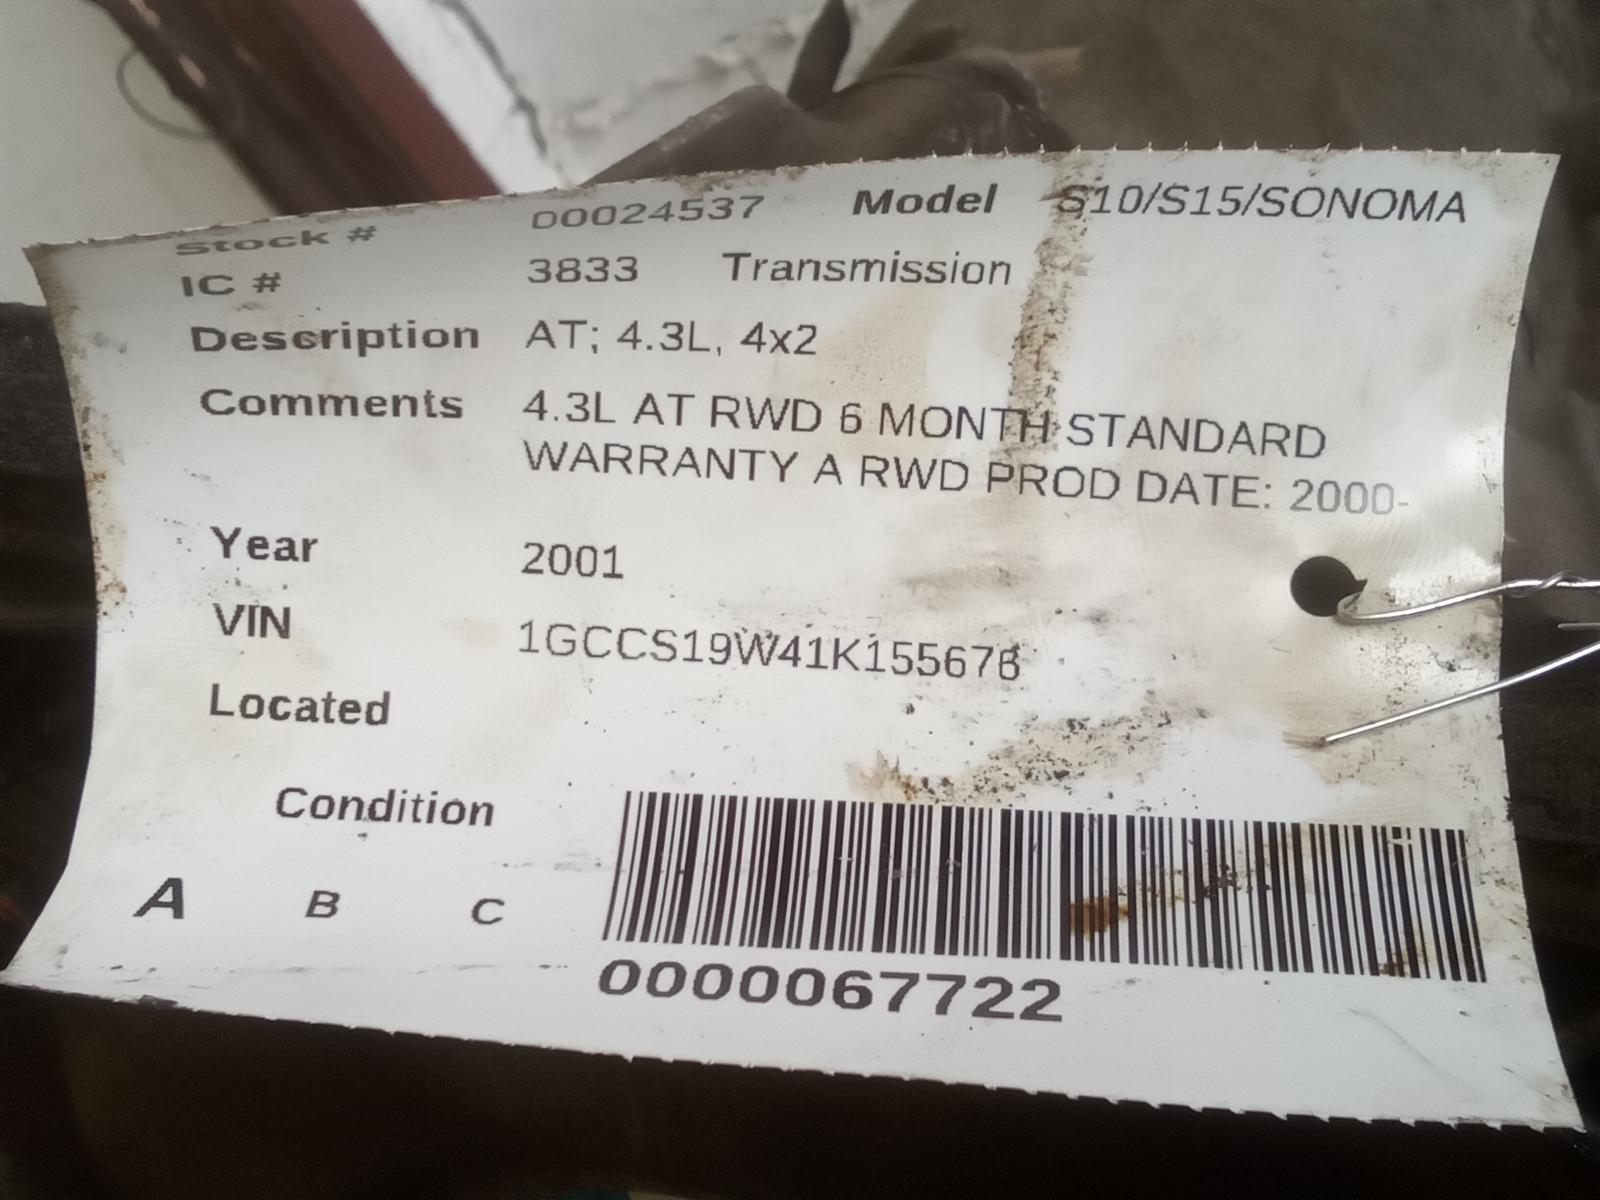 Stock # 00024537 Model S10/S15/SONOMA
IC # 3833 Transmission
Description AT; 4.3L, 4x2
Comments 4.3L AT RWD 6 MONTH STANDARD
WARRANTY A RWD PROD DATE: 2000-
Year 2001
VIN 1GCCS19W41K155678
Located
Condition
A B C
0000067722